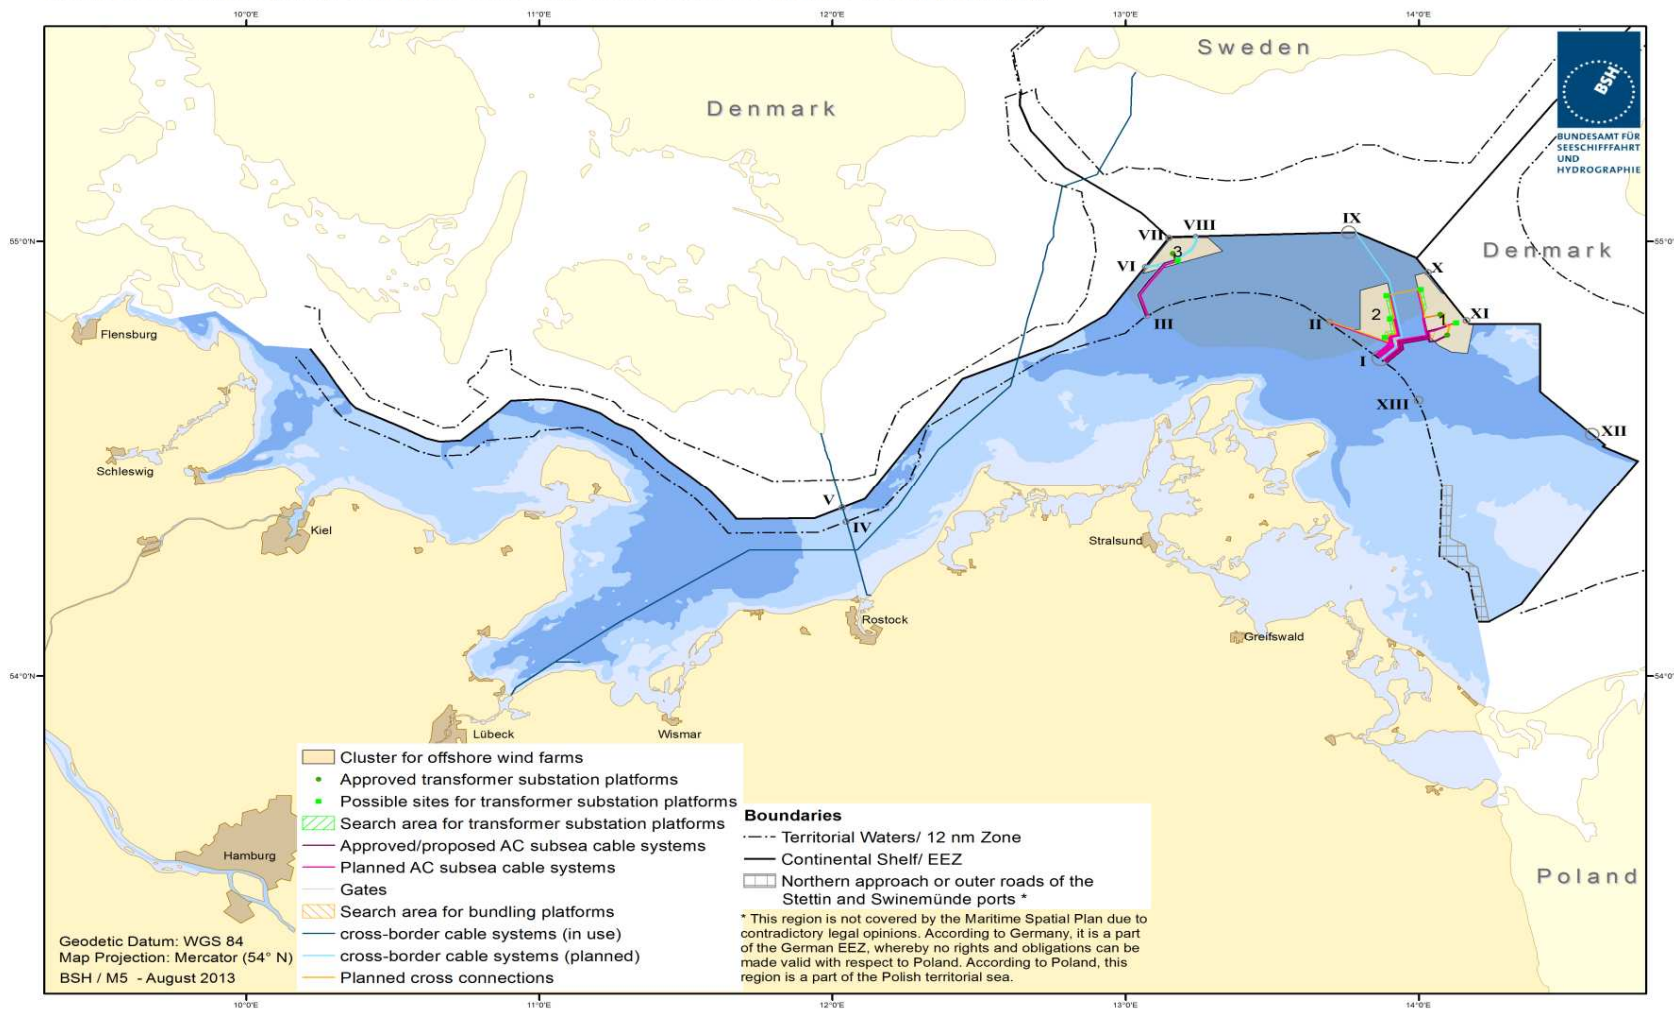 10°0'E 11°0'E 12°0'E 13°0'E 14°0'E
Sweden
Denmark
BSH
BUNDESAMT FÜR
SEESCHIFFFAHRT
UND
HYDROGRAPHIE
IX
VIII
VII
55°0'N
55°0'
Denmark
3
VI
X
III
II
2
1
XI
Flensburg
I
XIII
XII
Schleswig
V
IV
Kiel
Stralsund
Rostock
Greifswald
54°0'N
54°0'
Lübeck
Wismar
Cluster for offshore wind farms
Approved transformer substation platforms
Possible sites for transformer substation platforms
Search area for transformer substation platforms
Approved/proposed AC subsea cable systems
Planned AC subsea cable systems
Gates
Search area for bundling platforms
cross-border cable systems (in use)
cross-border cable systems (planned)
Planned cross connections
Boundaries
Territorial Waters/ 12 nm Zone
Continental Shelf/ EEZ
Northern approach or outer roads of the
Stettin and Swinemünde ports *
* This region is not covered by the Maritime Spatial Plan due to
contradictory legal opinions. According to Germany, it is a part
of the German EEZ, whereby no rights and obligations can be
made valid with respect to Poland. According to Poland, this
region is a part of the Polish territorial sea.
Hamburg
Poland
Geodetic Datum: WGS 84
Map Projection: Mercator (54° N)
BSH / M5 - August 2013
10°0'E 11°0'E 12°0'E 13°0'E 14°0'E